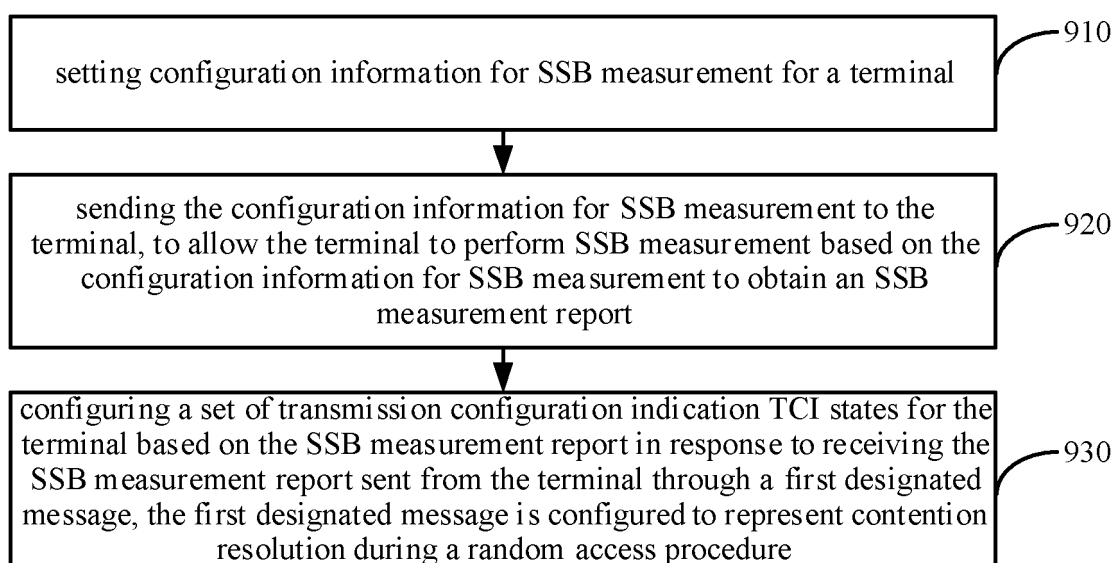 setting configuration information for SSB measurement for a terminal
910
sending the configuration information for SSB measurement to the
terminal, to allow the terminal to perform SSB measurement based on the
configuration information for SSB measurement to obtain an SSB
measurement report
920
configuring a set of transmission configuration indication TCI states for the
terminal based on the SSB measurement report in response to receiving the
SSB measurement report sent from the terminal through a first designated
message, the first designated message is configured to represent contention
resolution during a random access procedure
930